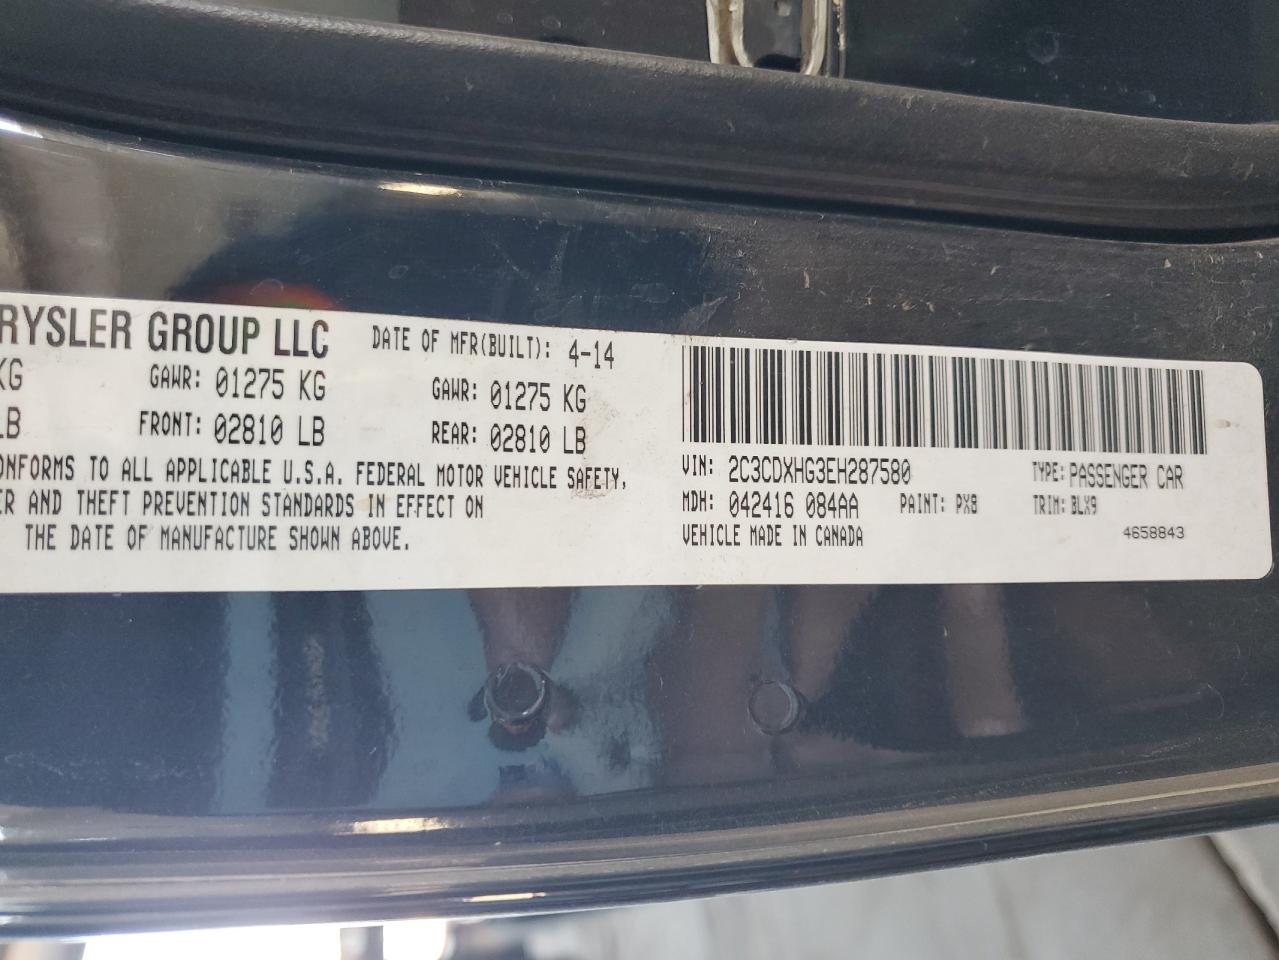 RYSLER GROUP LLC DATE OF MFR(BUILT): 4-14
KG GAWR: 01275 KG GAWR: 01275 KG
LB FRONT: 02810 LB REAR: 02810 LB
ONFORMS TO ALL APPLICABLE U.S.A. FEDERAL MOTOR VEHICLE SAFETY,
ER AND THEFT PREVENTION STANDARDS IN EFFECT ON
THE DATE OF MANUFACTURE SHOWN ABOVE.
VIN: 2C3CDXHG3EH287580 TYPE: PASSENGER CAR
MDH: 042416 084AA PAINT: PX8 TRIM: BLX9
VEHICLE MADE IN CANADA 4658843